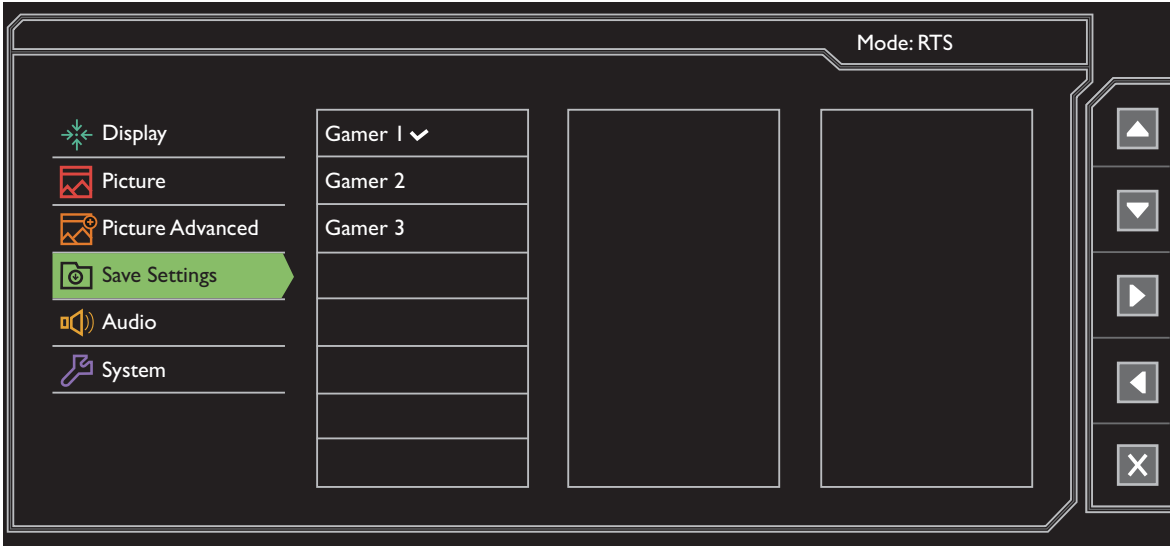 Mode: RTS
Display
Picture
Picture Advanced
Save Settings
Audio
System
Gamer 1
Gamer 2
Gamer 3
X